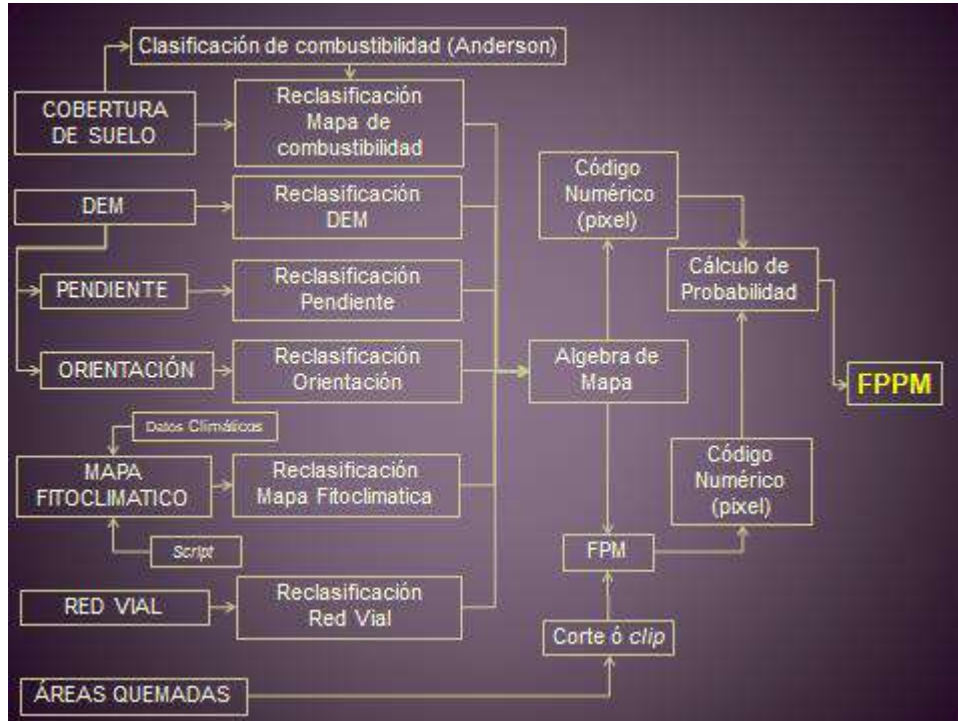 Clasificación de combustibilidad (Anderson)
COBERTURA
DE SUELO
Reclasificación
Mapa de
combustibilidad
DEM
Reclasificación
DEM
PENDIENTE
Reclasificación
Pendiente
ORIENTACIÓN
Reclasificación
Orientación
Datos Climáticos
MAPA
FITOCLIMATICO
Reclasificación
Mapa Fitoclimatica
Script
RED VIAL
Reclasificación
Red Vial
ÁREAS QUEMADAS
Código
Numérico
(pixel)
Algebra de
Mapa
FPM
Corte ó clip
Cálculo de
Probabilidad
Código
Numérico
(pixel)
FPPM